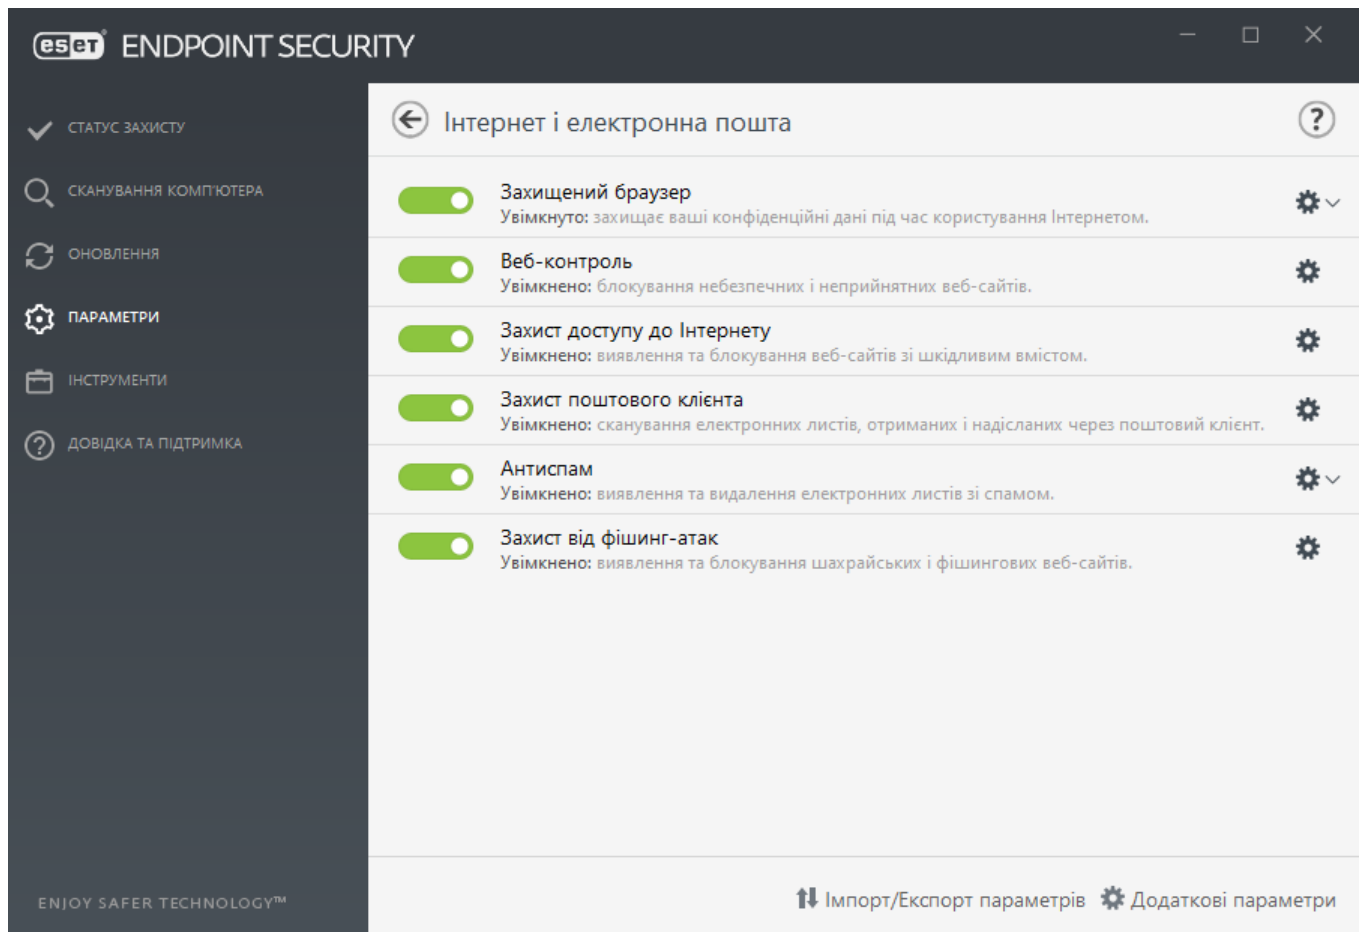 eset ENDPOINT SECURITY
СТАТУС ЗАХИСТУ
СКАНУВАННЯ КОМП'ЮТЕРА
ОНОВЛЕННЯ
ПАРАМЕТРИ
ІНСТРУМЕНТИ
ДОВІДКА ТА ПІДТРИМКА
ENJOY SAFER TECHNOLOGY™
Інтернет і електронна пошта
?
Захищений браузер
Увімкнуто: захищає ваші конфіденційні дані під час користування Інтернетом.
Веб-контроль
Увімкнено: блокування небезпечних і неприйнятних веб-сайтів.
Захист доступу до Інтернету
Увімкнено: виявлення та блокування веб-сайтів зі шкідливим вмістом.
Захист поштового клієнта
Увімкнено: сканування електронних листів, отриманих і надісланих через поштовий клієнт.
Антиспам
Увімкнено: виявлення та видалення електронних листів зі спамом.
Захист від фішинг-атак
Увімкнено: виявлення та блокування шахрайських і фішингових веб-сайтів.
Імпорт/Експорт параметрів Додаткові параметри